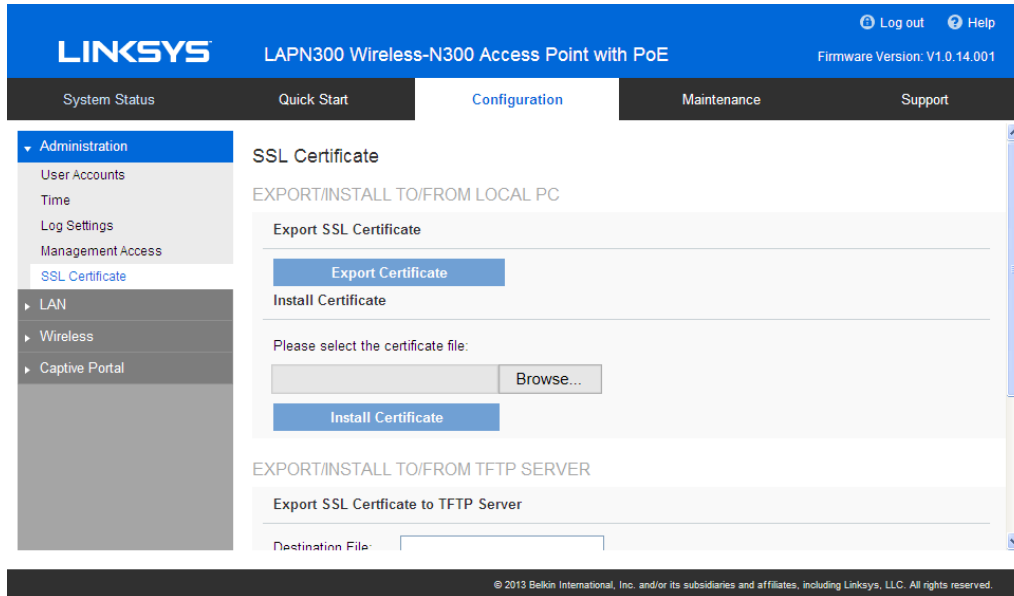 Log out Help
LINKSYS LAPN300 Wireless-N300 Access Point with PoE Firmware Version: V1.0.14.001
System Status Quick Start Configuration Maintenance Support
Administration
User Accounts
Time
Log Settings
Management Access
SSL Certificate
LAN
Wireless
Captive Portal
SSL Certificate
EXPORT/INSTALL TO/FROM LOCAL PC
Export SSL Certificate
Export Certificate
Install Certificate
Please select the certificate file:
Browse...
Install Certificate
EXPORT/INSTALL TO/FROM TFTP SERVER
Export SSL Certficate to TFTP Server
Destination File:
© 2013 Belkin International, Inc. and/or its subsidiaries and affiliates, including Linksys, LLC. All rights reserved.